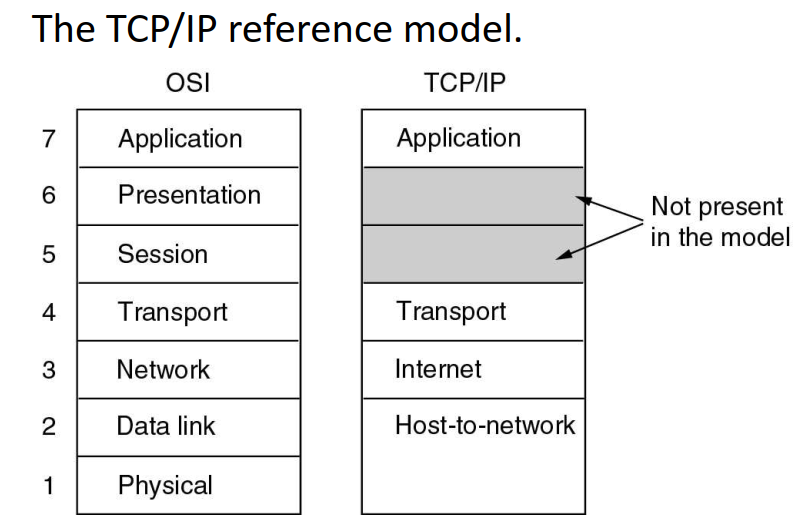 The TCP/IP reference model.
OSI
TCP/IP
7 Application Application
6 Presentation
Not present
in the model
5 Session
4 Transport Transport
3 Network Internet
2 Data link Host-to-network
1 Physical